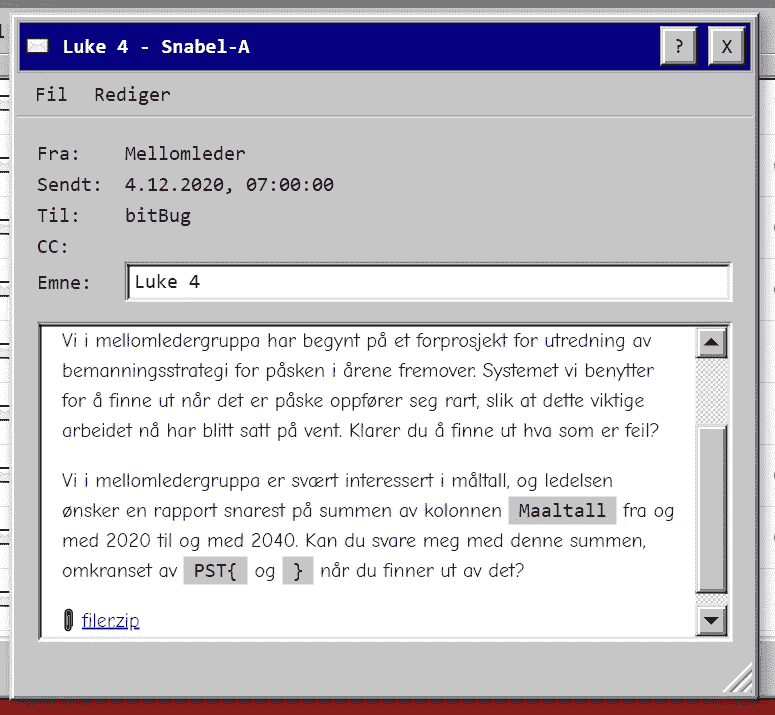 Luke 4 - Snabel-A
?
X
Fil Rediger
Fra: Mellomleder
Sendt: 4.12.2020, 07:00:00
Til: bitBug
CC:
Emne: Luke 4
Vi i mellomledergruppa har begynt på et forprosjekt for utredning av
bemanningsstrategi for påsken i årene fremover. Systemet vi benytter
for å finne ut når det er påske oppfører seg rart, slik at dette viktige
arbeidet nå har blitt satt på vent. Klarer du å finne ut hva som er feil?
Vi i mellomledergruppa er svært interessert i måltall, og ledelsen
ønsker en rapport snarest på summen av kolonnen Maaltall fra og
med 2020 til og med 2040. Kan du svare meg med denne summen,
omkranset av PST{ og } når du finner ut av det?
filer.zip